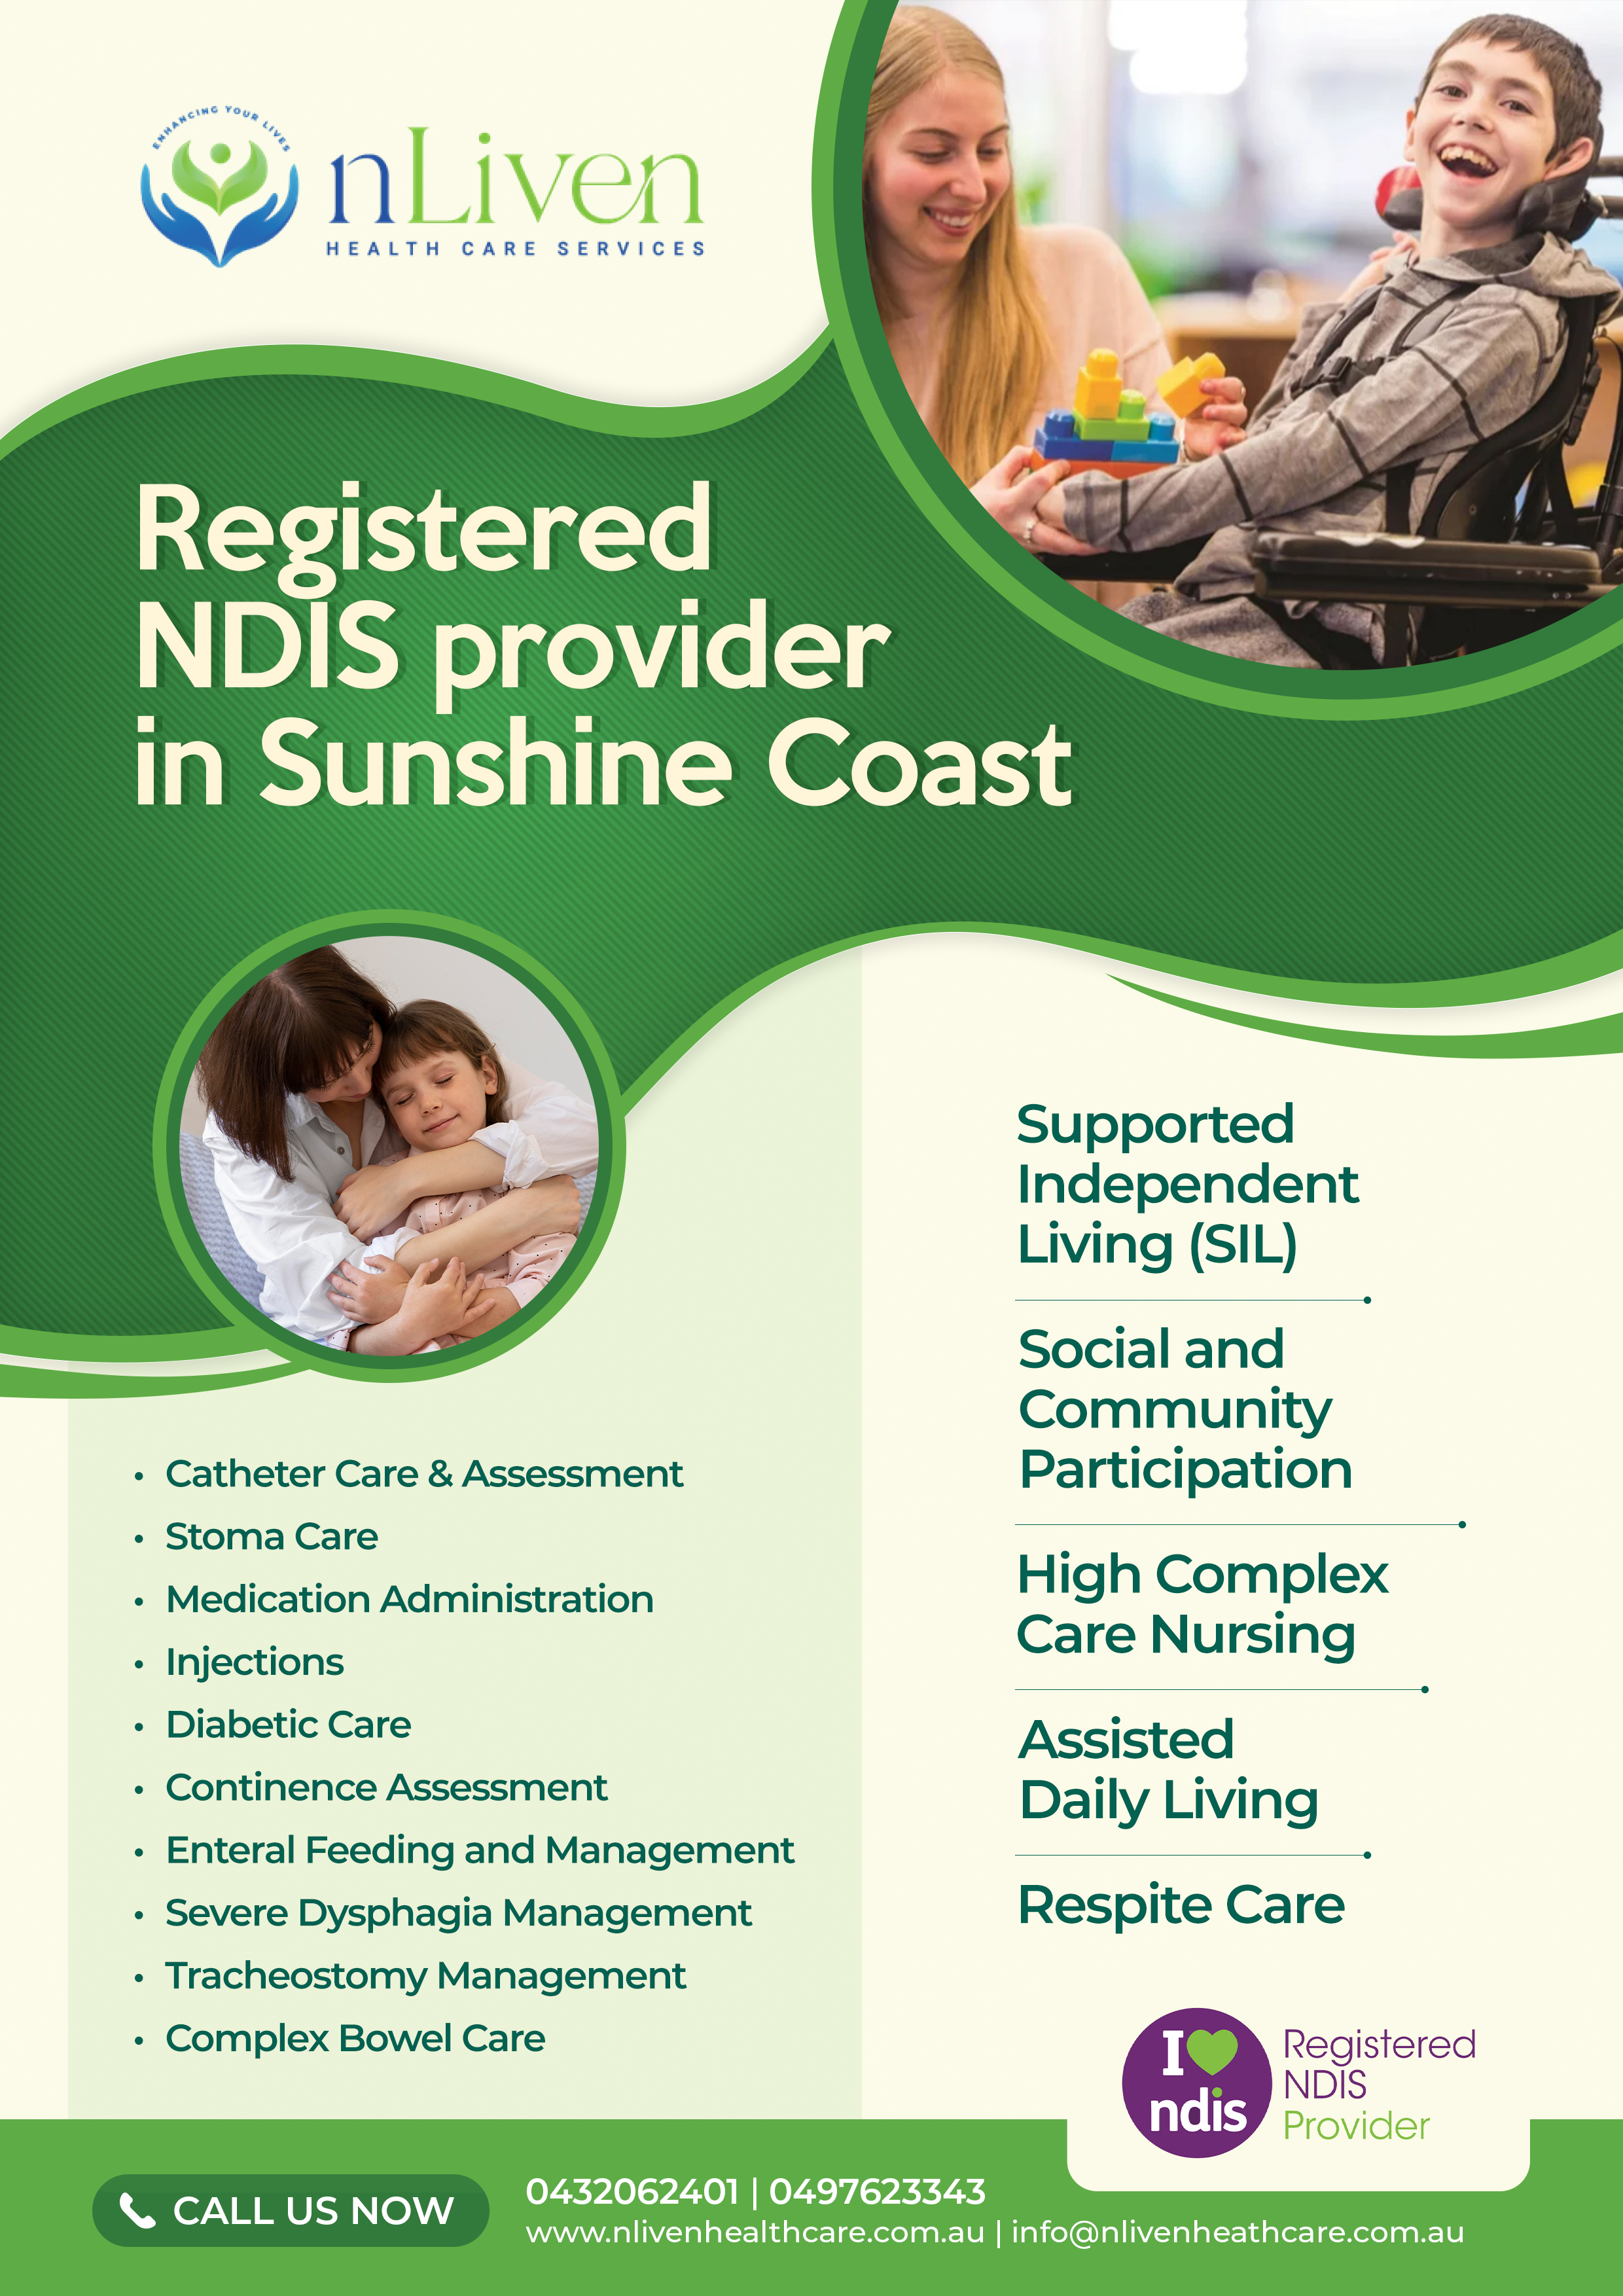 ENHANCING YOUR LIVES
nLiven
HEALTH CARE SERVICES
Registered
NDIS provider
in Sunshine Coast
• Catheter Care & Assessment
• Stoma Care
• Medication Administration
• Injections
• Diabetic Care
• Continence Assessment
• Enteral Feeding and Management
• Severe Dysphagia Management
• Tracheostomy Management
• Complex Bowel Care
Supported
Independent
Living (SIL)
Social and
Community
Participation
High Complex
Care Nursing
Assisted
Daily Living
Respite Care
I
ndis
Registered
NDIS
Provider
CALL US NOW
0432062401 | 0497623343
www.nlivenhealthcare.com.au | info@nlivenheathcare.com.au